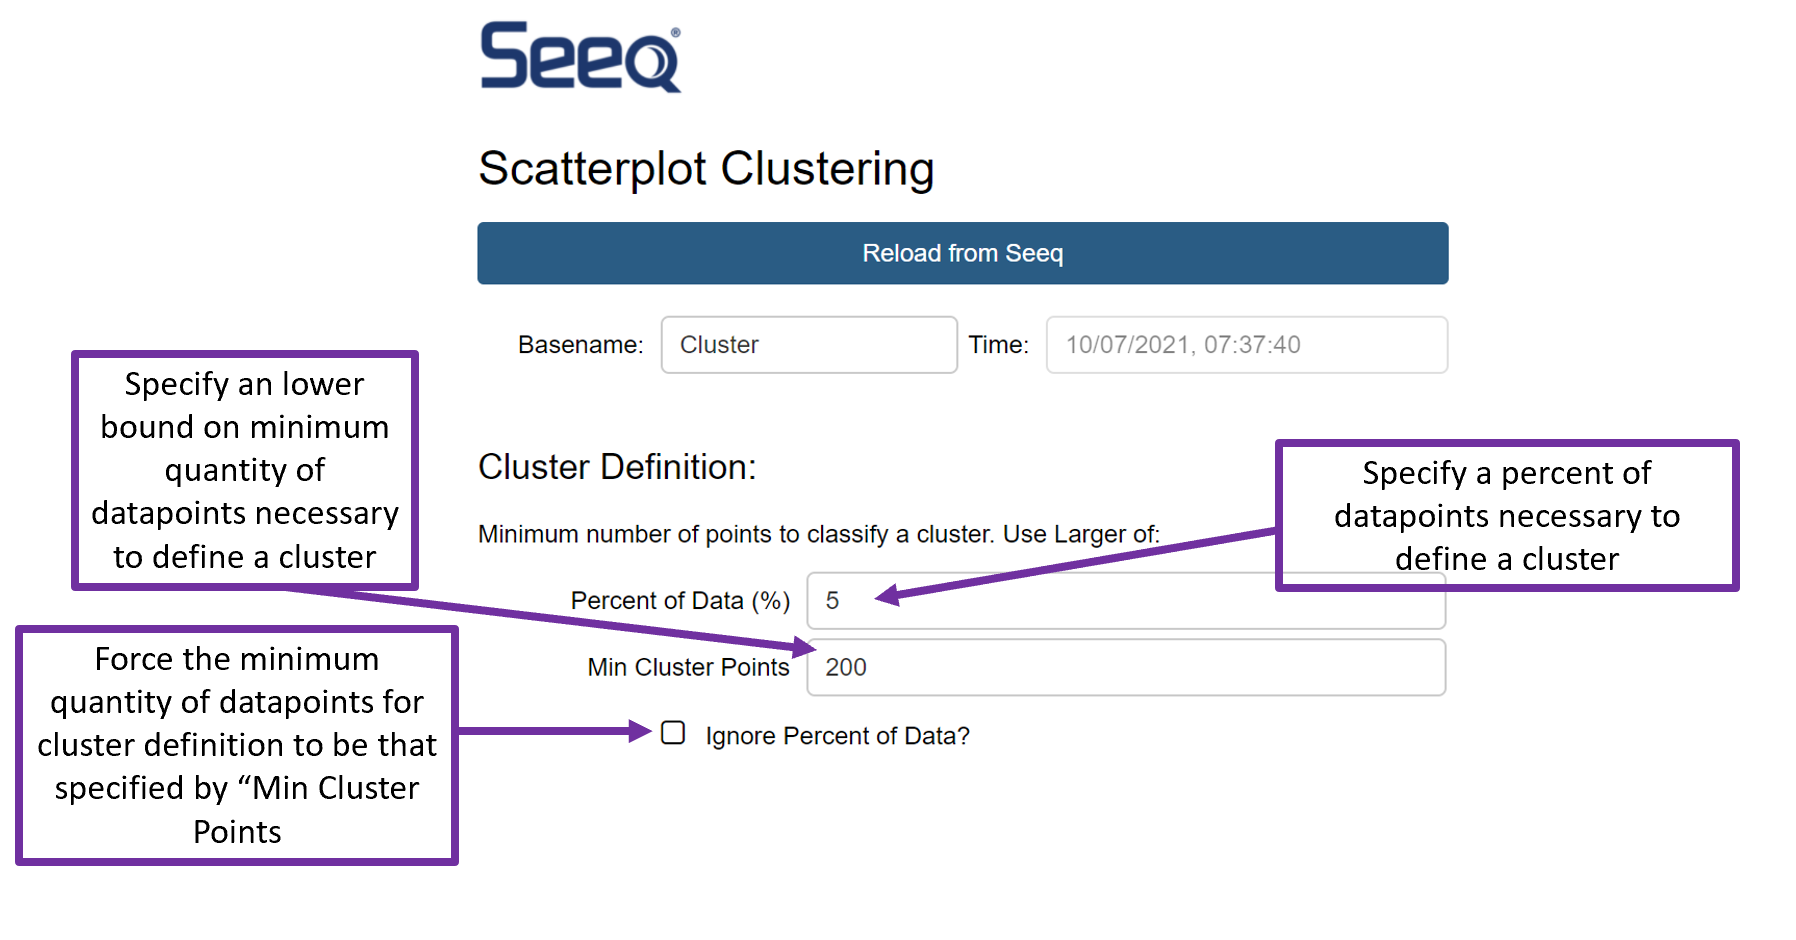 Seeq®
Scatterplot Clustering
Reload from Seeq
Basename: Cluster Time: 10/07/2021, 07:37:40
Specify an lower
bound on minimum
quantity of
datapoints necessary
to define a cluster
Cluster Definition:
Specify a percent of
datapoints necessary to
define a cluster
Minimum number of points to classify a cluster. Use Larger of:
Percent of Data (%) 5
Min Cluster Points 200
Force the minimum
quantity of datapoints for
cluster definition to be that
specified by “Min Cluster
Points
Ignore Percent of Data?